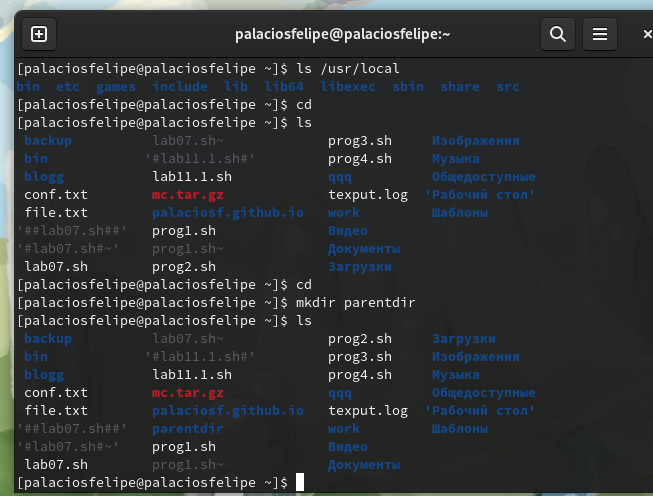 palaciosfelipe@palaciosfelipe:~
[palaciosfelipe@palaciosfelipe ~]$ ls /usr/local
bin etc games include lib lib64 libexec sbin share src
[palaciosfelipe@palaciosfelipe ~]$ cd
[palaciosfelipe@palaciosfelipe ~]$ ls
backup lab07.sh~ prog3.sh Изображения
bin '#lab11.1.sh#' prog4.sh Музыка
blogg lab11.1.sh qqq Общедоступные
conf.txt mc.tar.gz texput.log 'Рабочий стол'
file.txt palaciosf.github.io work Шаблоны
'##lab07.sh##' prog1.sh Видео
'#lab07.sh#~' prog1.sh~ Документы
lab07.sh prog2.sh Загрузки
[palaciosfelipe@palaciosfelipe ~]$ cd
[palaciosfelipe@palaciosfelipe ~]$ mkdir parentdir
[palaciosfelipe@palaciosfelipe ~]$ ls
backup lab07.sh~ prog2.sh Загрузки
bin '#lab11.1.sh#' prog3.sh Изображения
blogg lab11.1.sh prog4.sh Музыка
conf.txt mc.tar.gz qqq Общедоступные
file.txt palaciosf.github.io texput.log 'Рабочий стол'
'##lab07.sh##' parentdir work Шаблоны
'#lab07.sh#~' prog1.sh Видео
lab07.sh prog1.sh~ Документы
[palaciosfelipe@palaciosfelipe ~]$